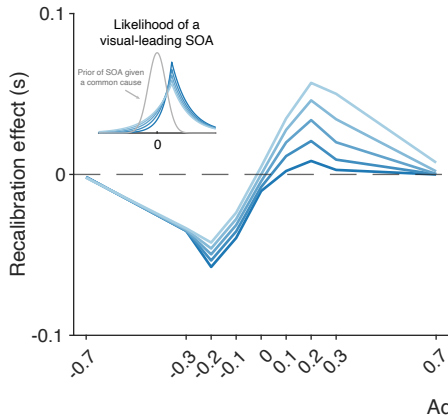 Likelihood of a
visual-leading SOA
Prior of SOA given
a common cause
0
Recalibration effect (s)
0.1
0
-0.1
-0.7
-0.3
-0.2
-0.1
0
0.1
0.2
0.3
0.7
Ad